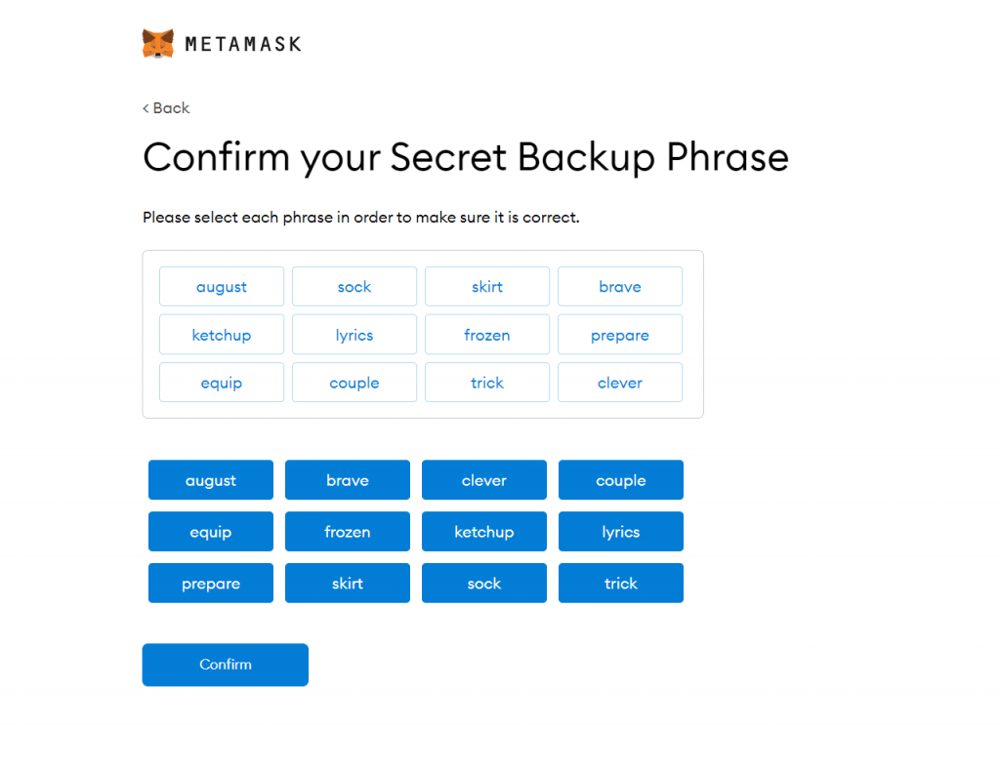 METAMASK
< Back
Confirm your Secret Backup Phrase
Please select each phrase in order to make sure it is correct.
august sock skirt brave
ketchup lyrics frozen prepare
equip couple trick clever
august brave clever couple
equip frozen ketchup lyrics
prepare skirt sock trick
Confirm